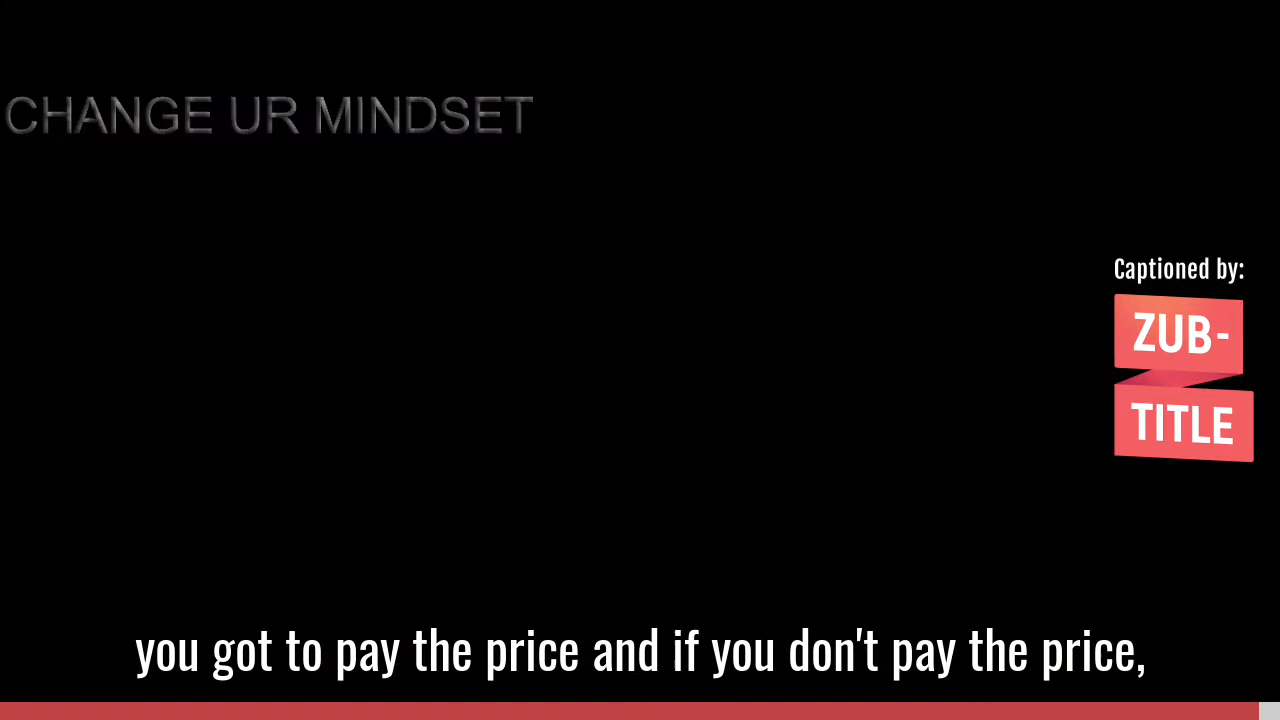 CHANGE UR MINDSET
Captioned by:
ZUB-
TITLE
you got to pay the price and if you don't pay the price,